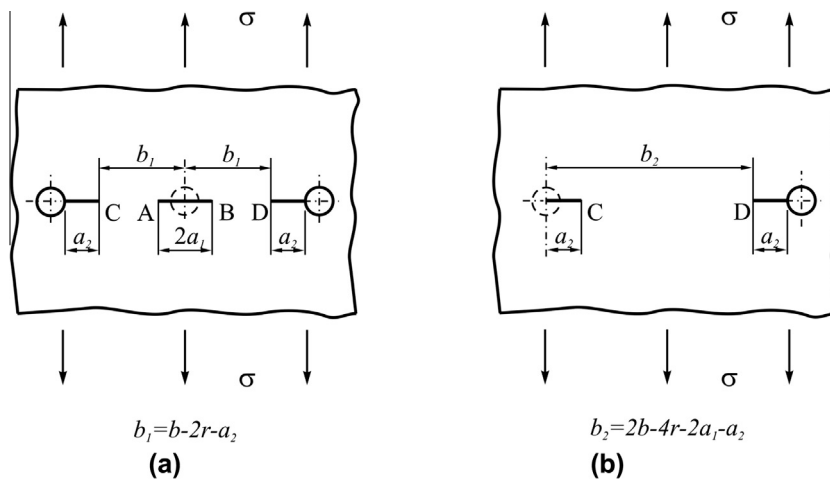 σ σ
b₁ b₁ b₂
C A B D C D
a₂ 2a₁ a₂ a₂ a₂
σ σ
b₁=b-2r-a₂ b₂=2b-4r-2a₁-a₂
(a) (b)